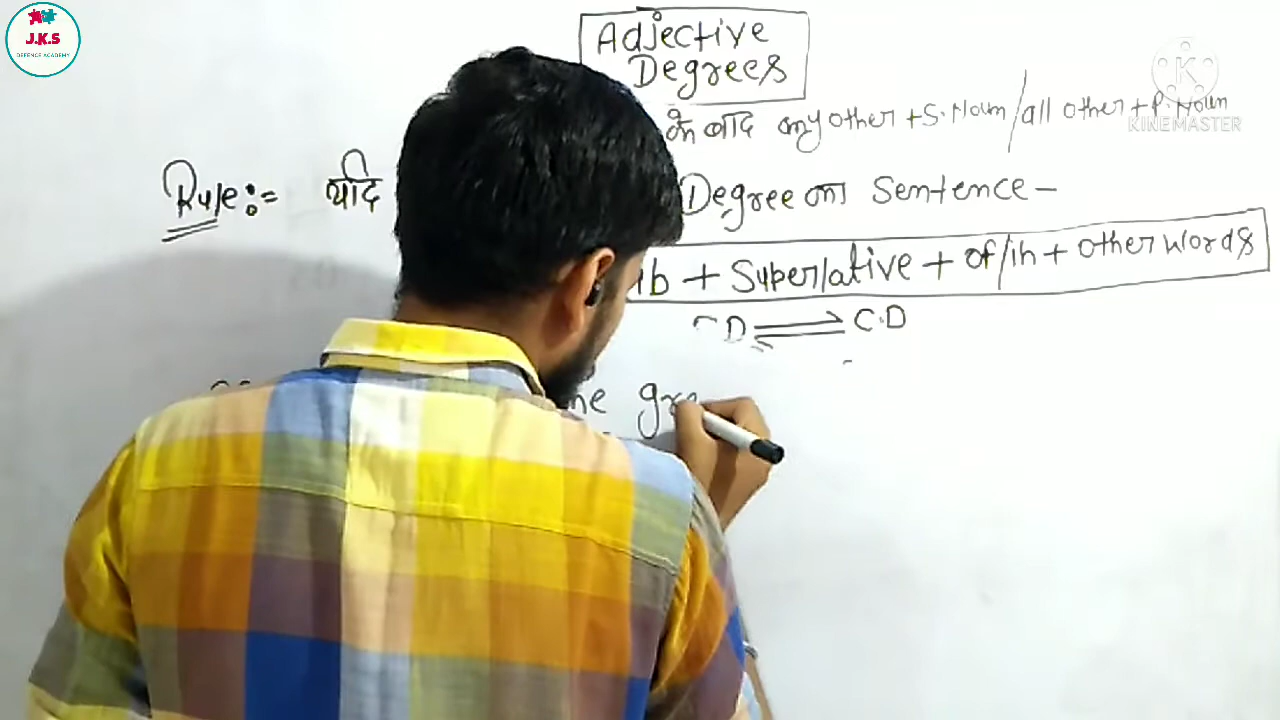 J.K.S
DEFENCE ACADEMY
Adjective
Degrees
के बाद any other + S. Noun / all other + P. Noun
KINEMASTER
Rule := यदि Degree का Sentence -
+ Superlative + of/in + other words
D C.D
gre